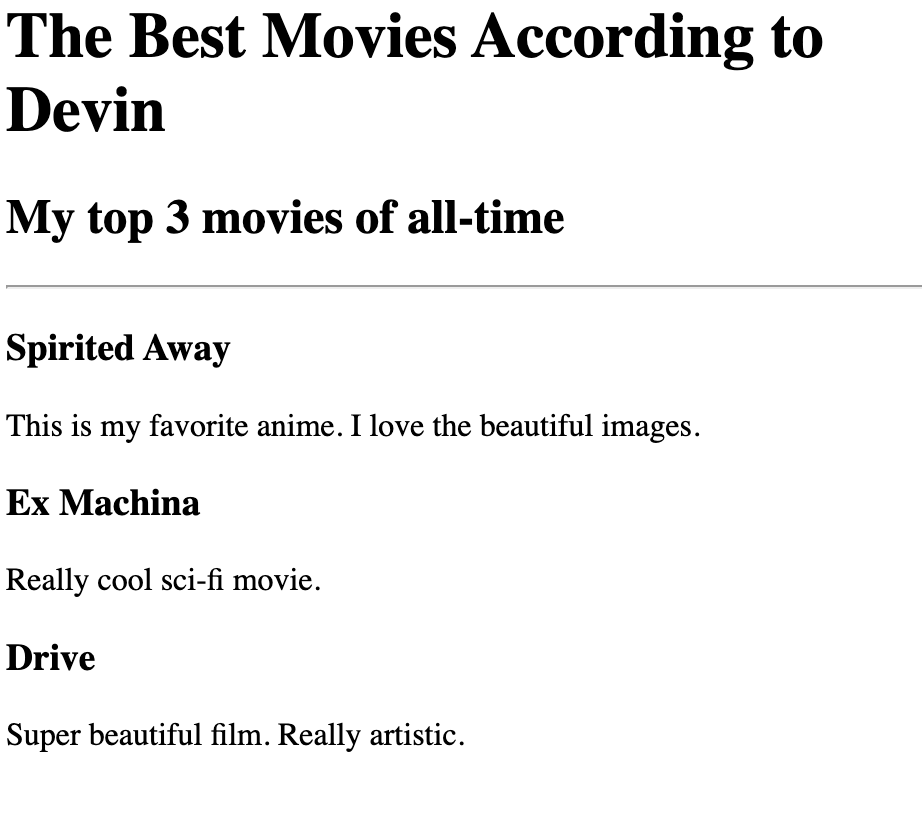 The Best Movies According to
Devin
My top 3 movies of all-time
Spirited Away
This is my favorite anime. I love the beautiful images.
Ex Machina
Really cool sci-fi movie.
Drive
Super beautiful film. Really artistic.